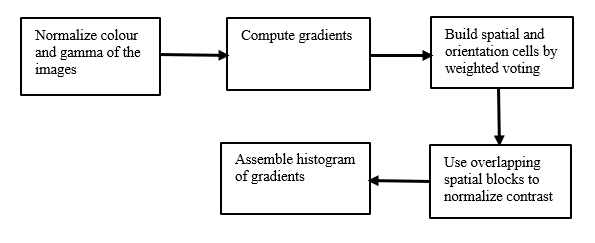 Normalize colour
and gamma of the
images
Compute gradients
Build spatial and
orientation cells by
weighted voting
Use overlapping
spatial blocks to
normalize contrast
Assemble histogram
of gradients